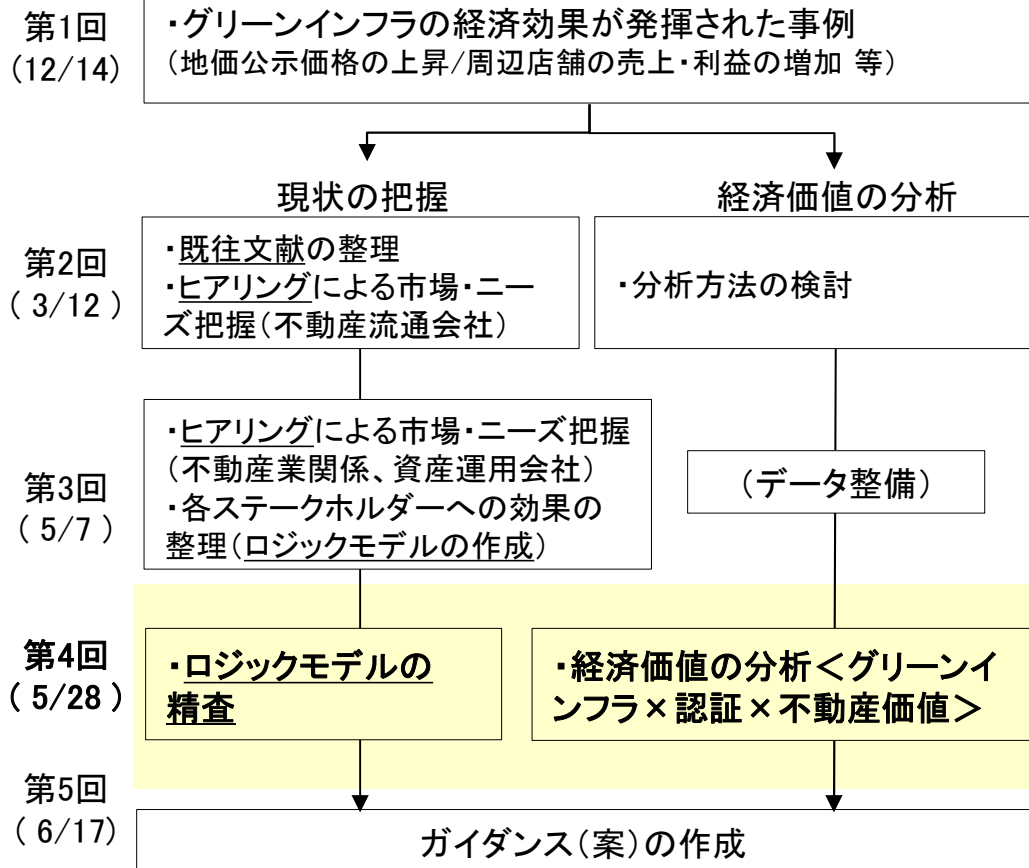 第1回
(12/14)
・グリーンインフラの経済効果が発揮された事例
(地価公示価格の上昇/周辺店舗の売上・利益の増加 等)
現状の把握
経済価値の分析
第2回
( 3/12 )
・既往文献の整理
・ヒアリングによる市場・ニー
ズ把握(不動産流通会社)
・分析方法の検討
第3回
( 5/7 )
・ヒアリングによる市場・ニーズ把握
(不動産業関係、資産運用会社)
・各ステークホルダーへの効果の
整理(ロジックモデルの作成)
(データ整備)
第4回
( 5/28 )
・ロジックモデルの
精査
・経済価値の分析<グリーンイ
ンフラ×認証×不動産価値>
第5回
( 6/17)
ガイダンス(案)の作成